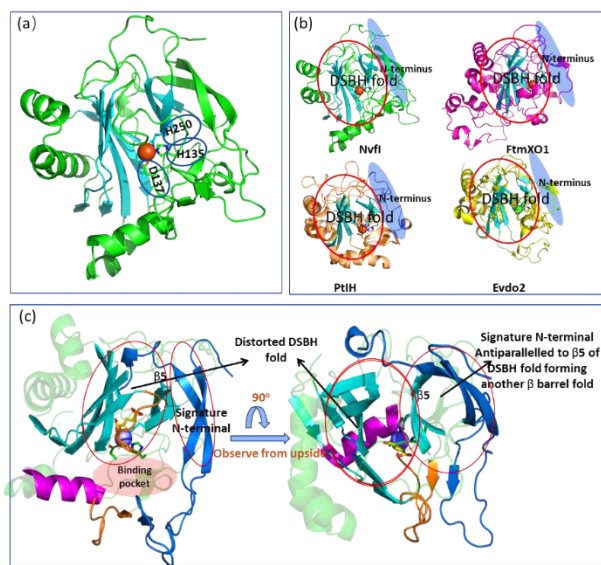 (a)
H250
H135
D137
(b)
DSBH fold
N-terminus
NvfI
DSBH fold
N-terminus
FtmXO1
DSBH fold
N-terminus
PtlH
DSBH fold
N-terminus
Evdo2
(c)
β5
Signature
N-terminal
Binding
pocket
Distorted DSBH
fold
90°
Observe from upside
β5
Signature N-terminal
Antiparallelled to β5 of
DSBH fold forming
another β barrel fold